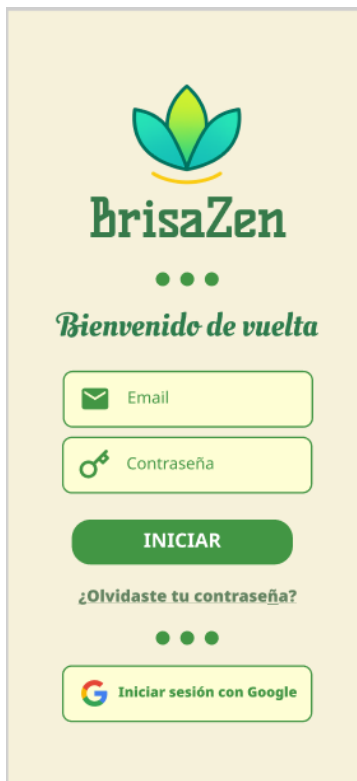 BrisaZen
Bienvenido de vuelta
Email
Contraseña
INICIAR
¿Olvidaste tu contraseña?
Iniciar sesión con Google